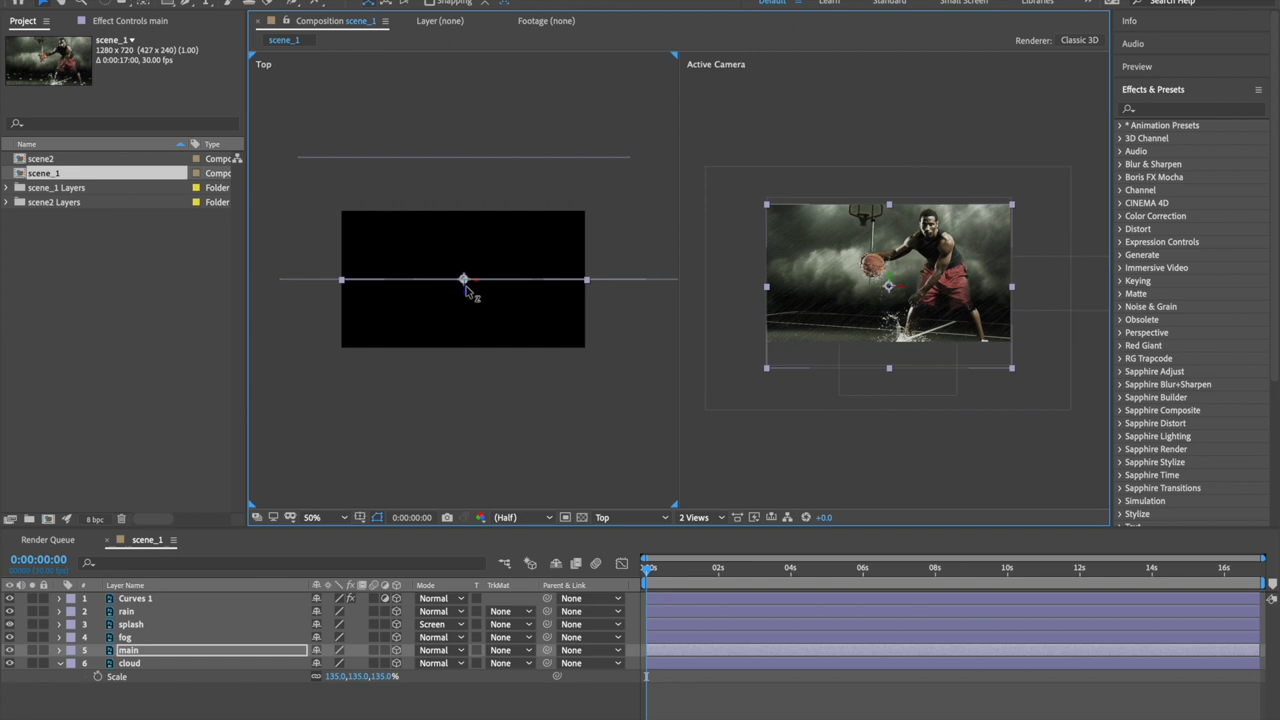 Snapping
Default
Learn
Standard
Small Screen
Libraries
Search Help
Project
Effect Controls main
Composition scene_1
Layer (none)
Footage (none)
scene_1
Renderer:
Classic 3D
scene_1
1280 x 720 (427 x 240) (1.00)
Δ 0:00:17:00, 30.00 fps
Name
Type
scene2
Compo
scene_1
Compo
scene_1 Layers
Folder
scene2 Layers
Folder
8 bpc
Top
Active Camera
50%
0:00:00:00
(Half)
Top
2 Views
+0.0
Info
Audio
Preview
Effects & Presets
* Animation Presets
3D Channel
Audio
Blur & Sharpen
Boris FX Mocha
Channel
CINEMA 4D
Color Correction
Distort
Expression Controls
Generate
Immersive Video
Keying
Matte
Noise & Grain
Obsolete
Perspective
Red Giant
RG Trapcode
Sapphire Adjust
Sapphire Blur+Sharpen
Sapphire Builder
Sapphire Composite
Sapphire Distort
Sapphire Lighting
Sapphire Render
Sapphire Stylize
Sapphire Time
Sapphire Transitions
Simulation
Stylize
Text
Render Queue
scene_1
0:00:00:00
00000 (30.00 fps)
# Layer Name
Mode
T TrkMat
Parent & Link
:00s 02s 04s 06s 08s 10s 12s 14s 16s
1 Curves 1 fx Normal None
2 rain Normal None None
3 splash Screen None None
4 fog Normal None None
5 main Normal None None
6 cloud Normal None None
Scale 135.0,135.0,135.0%